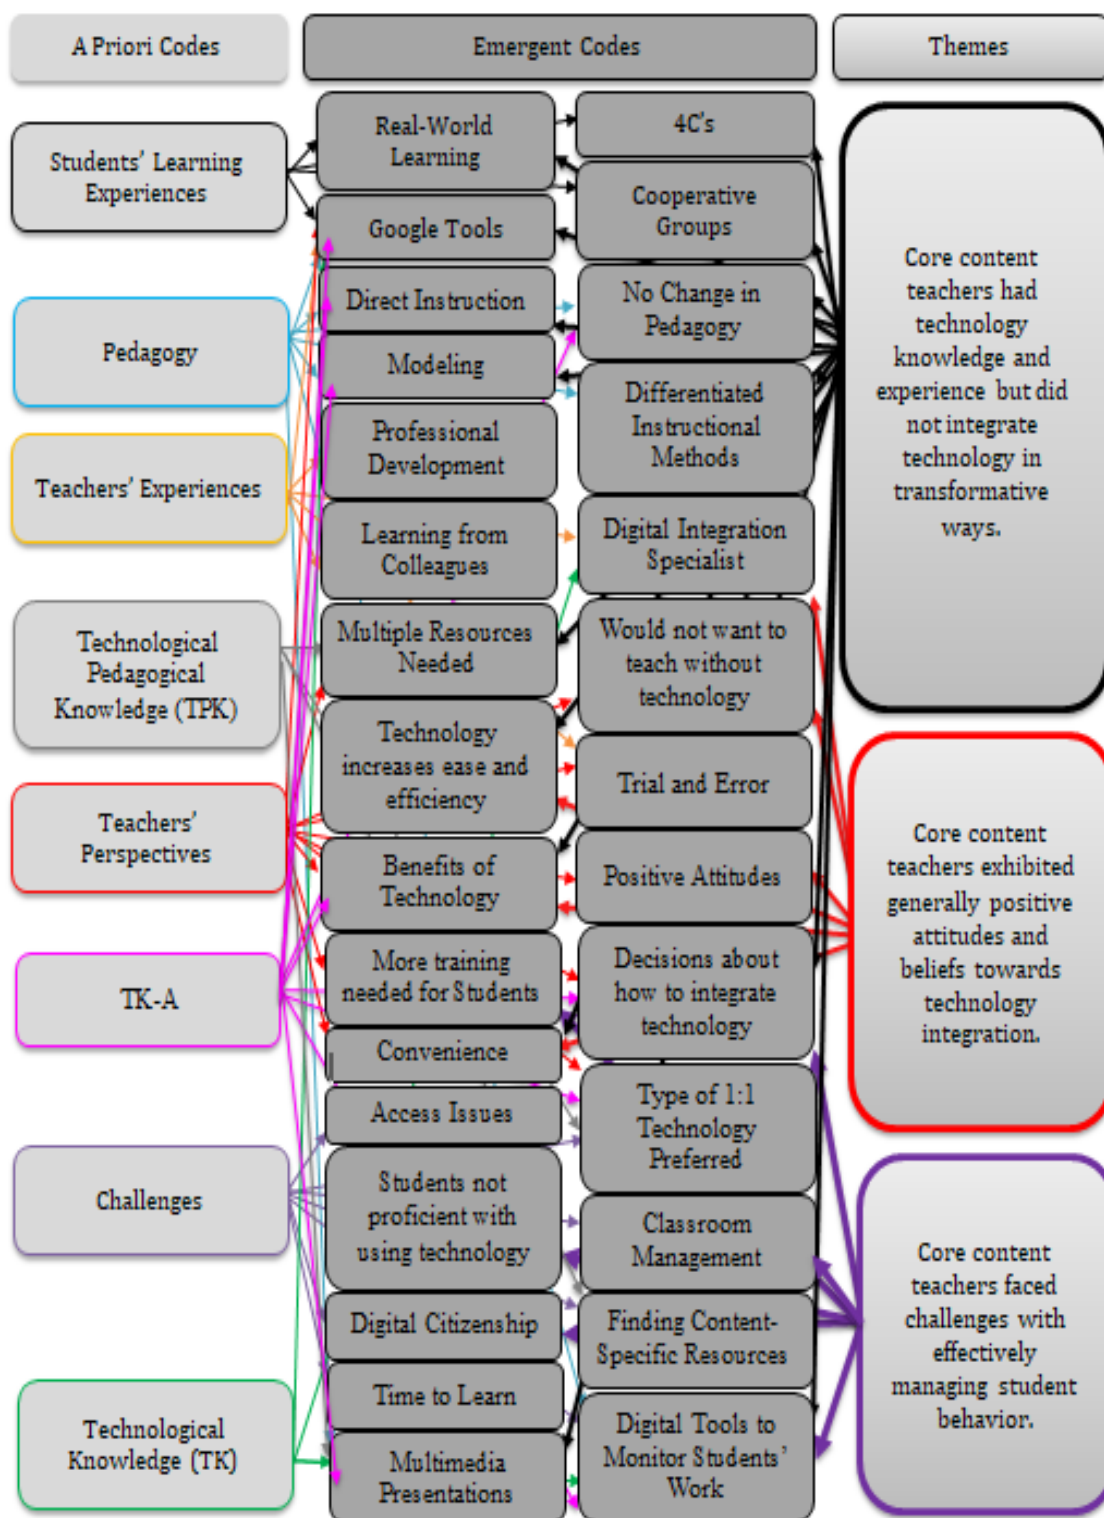 A Priori Codes
Emergent Codes
Themes
Students' Learning
Experiences
Pedagogy
Teachers' Experiences
Technological
Pedagogical
Knowledge (TPK)
Teachers'
Perspectives
TK-A
Challenges
Technological
Knowledge (TK)
Real-World
Learning
Google Tools
Direct Instruction
Modeling
Professional
Development
Learning from
Colleagues
Multiple Resources
Needed
Technology
increases ease and
efficiency
Benefits of
Technology
More training
needed for Students
Convenience
Access Issues
Students not
proficient with
using technology
Digital Citizenship
Time to Learn
Multimedia
Presentations
4C's
Cooperative
Groups
No Change in
Pedagogy
Differentiated
Instructional
Methods
Digital Integration
Specialist
Would not want to
teach without
technology
Trial and Error
Positive Attitudes
Decisions about
how to integrate
technology
Type of 1:1
Technology
Preferred
Classroom
Management
Finding Content-
Specific Resources
Digital Tools to
Monitor Students'
Work
Core content
teachers had
technology
knowledge and
experience but did
not integrate
technology in
transformative
ways.
Core content
teachers exhibited
generally positive
attitudes and
beliefs towards
technology
integration.
Core content
teachers faced
challenges with
effectively
managing student
behavior.